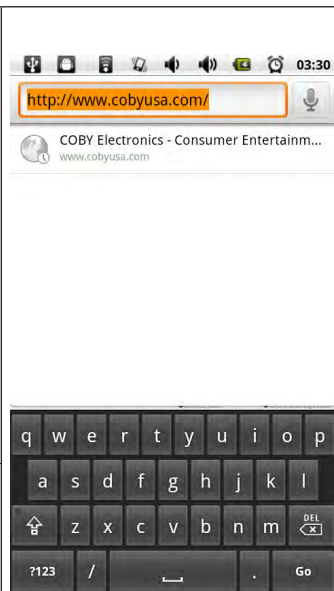 03:30
http://www.cobyusa.com/
COBY Electronics - Consumer Entertainm...
www.cobyusa.com
q w e r t y u i o p
a s d f g h j k l
z x c v b n m DEL
?123 / . Go